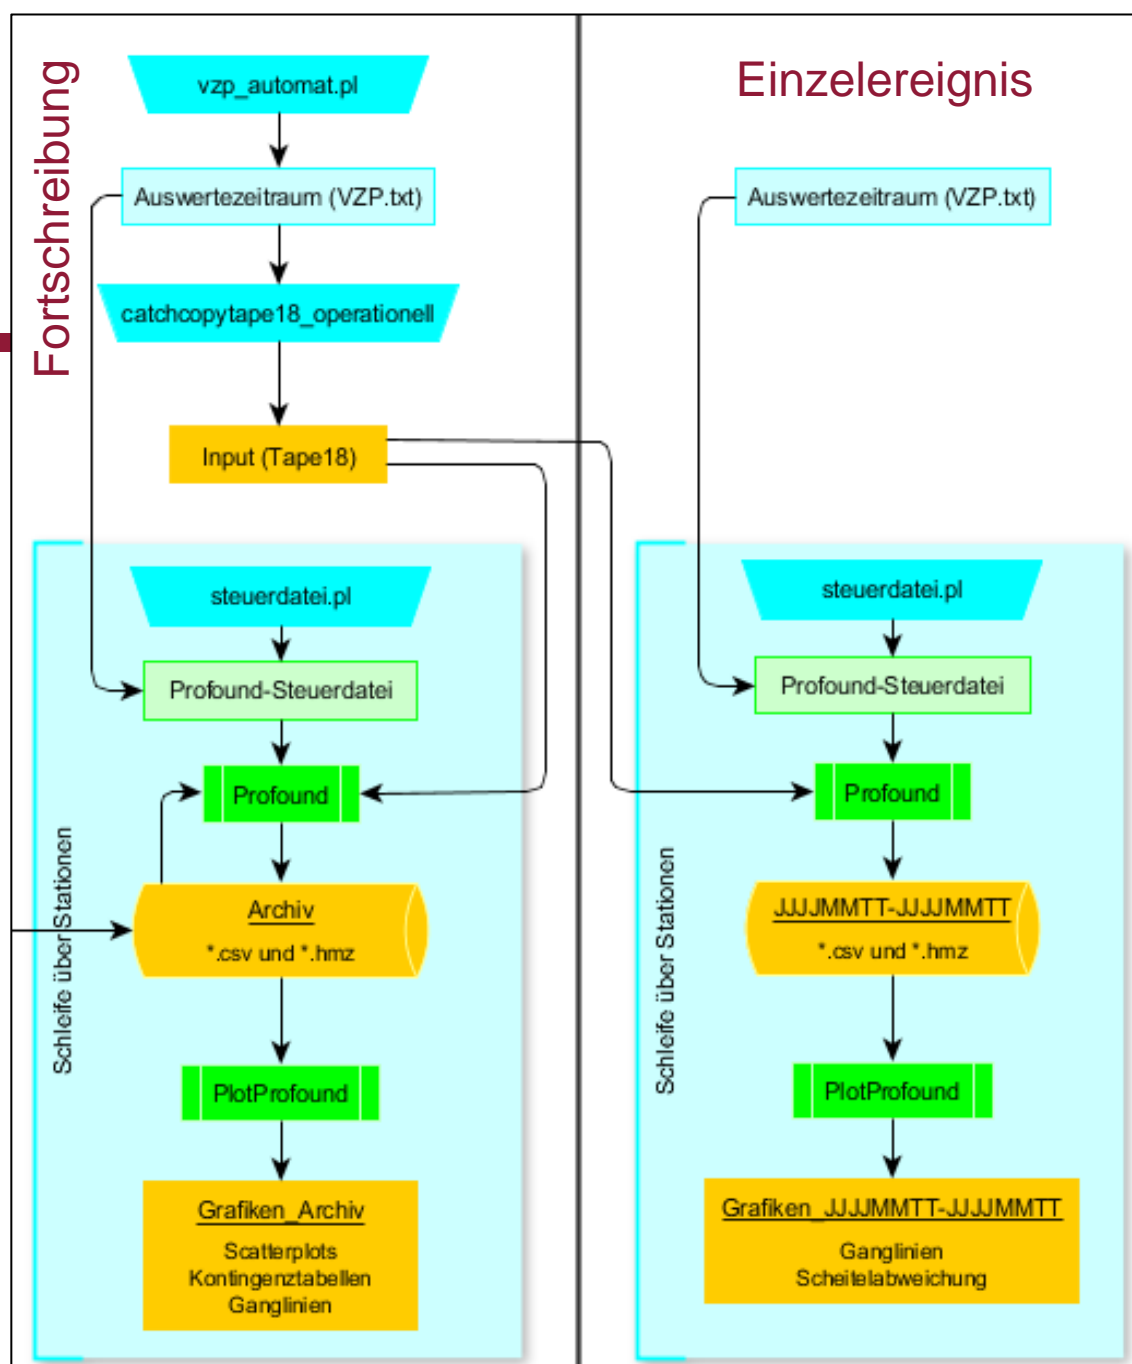 Fortschreibung
vzp_automat.pl
Auswertezeitraum (VZP.txt)
catchcopytape18_operationell
Input (Tape18)
Schleife über Stationen
steuerdatei.pl
Profound-Steuerdatei
Profound
Archiv
*.csv und *.hmz
PlotProfound
Grafiken_Archiv
Scatterplots
Kontingenztabellen
Ganglinien
Einzelereignis
Auswertezeitraum (VZP.txt)
Schleife über Stationen
steuerdatei.pl
Profound-Steuerdatei
Profound
JJJJMMTT-JJJJMMTT
*.csv und *.hmz
PlotProfound
Grafiken_JJJJMMTT-JJJJMMTT
Ganglinien
Scheitelabweichung